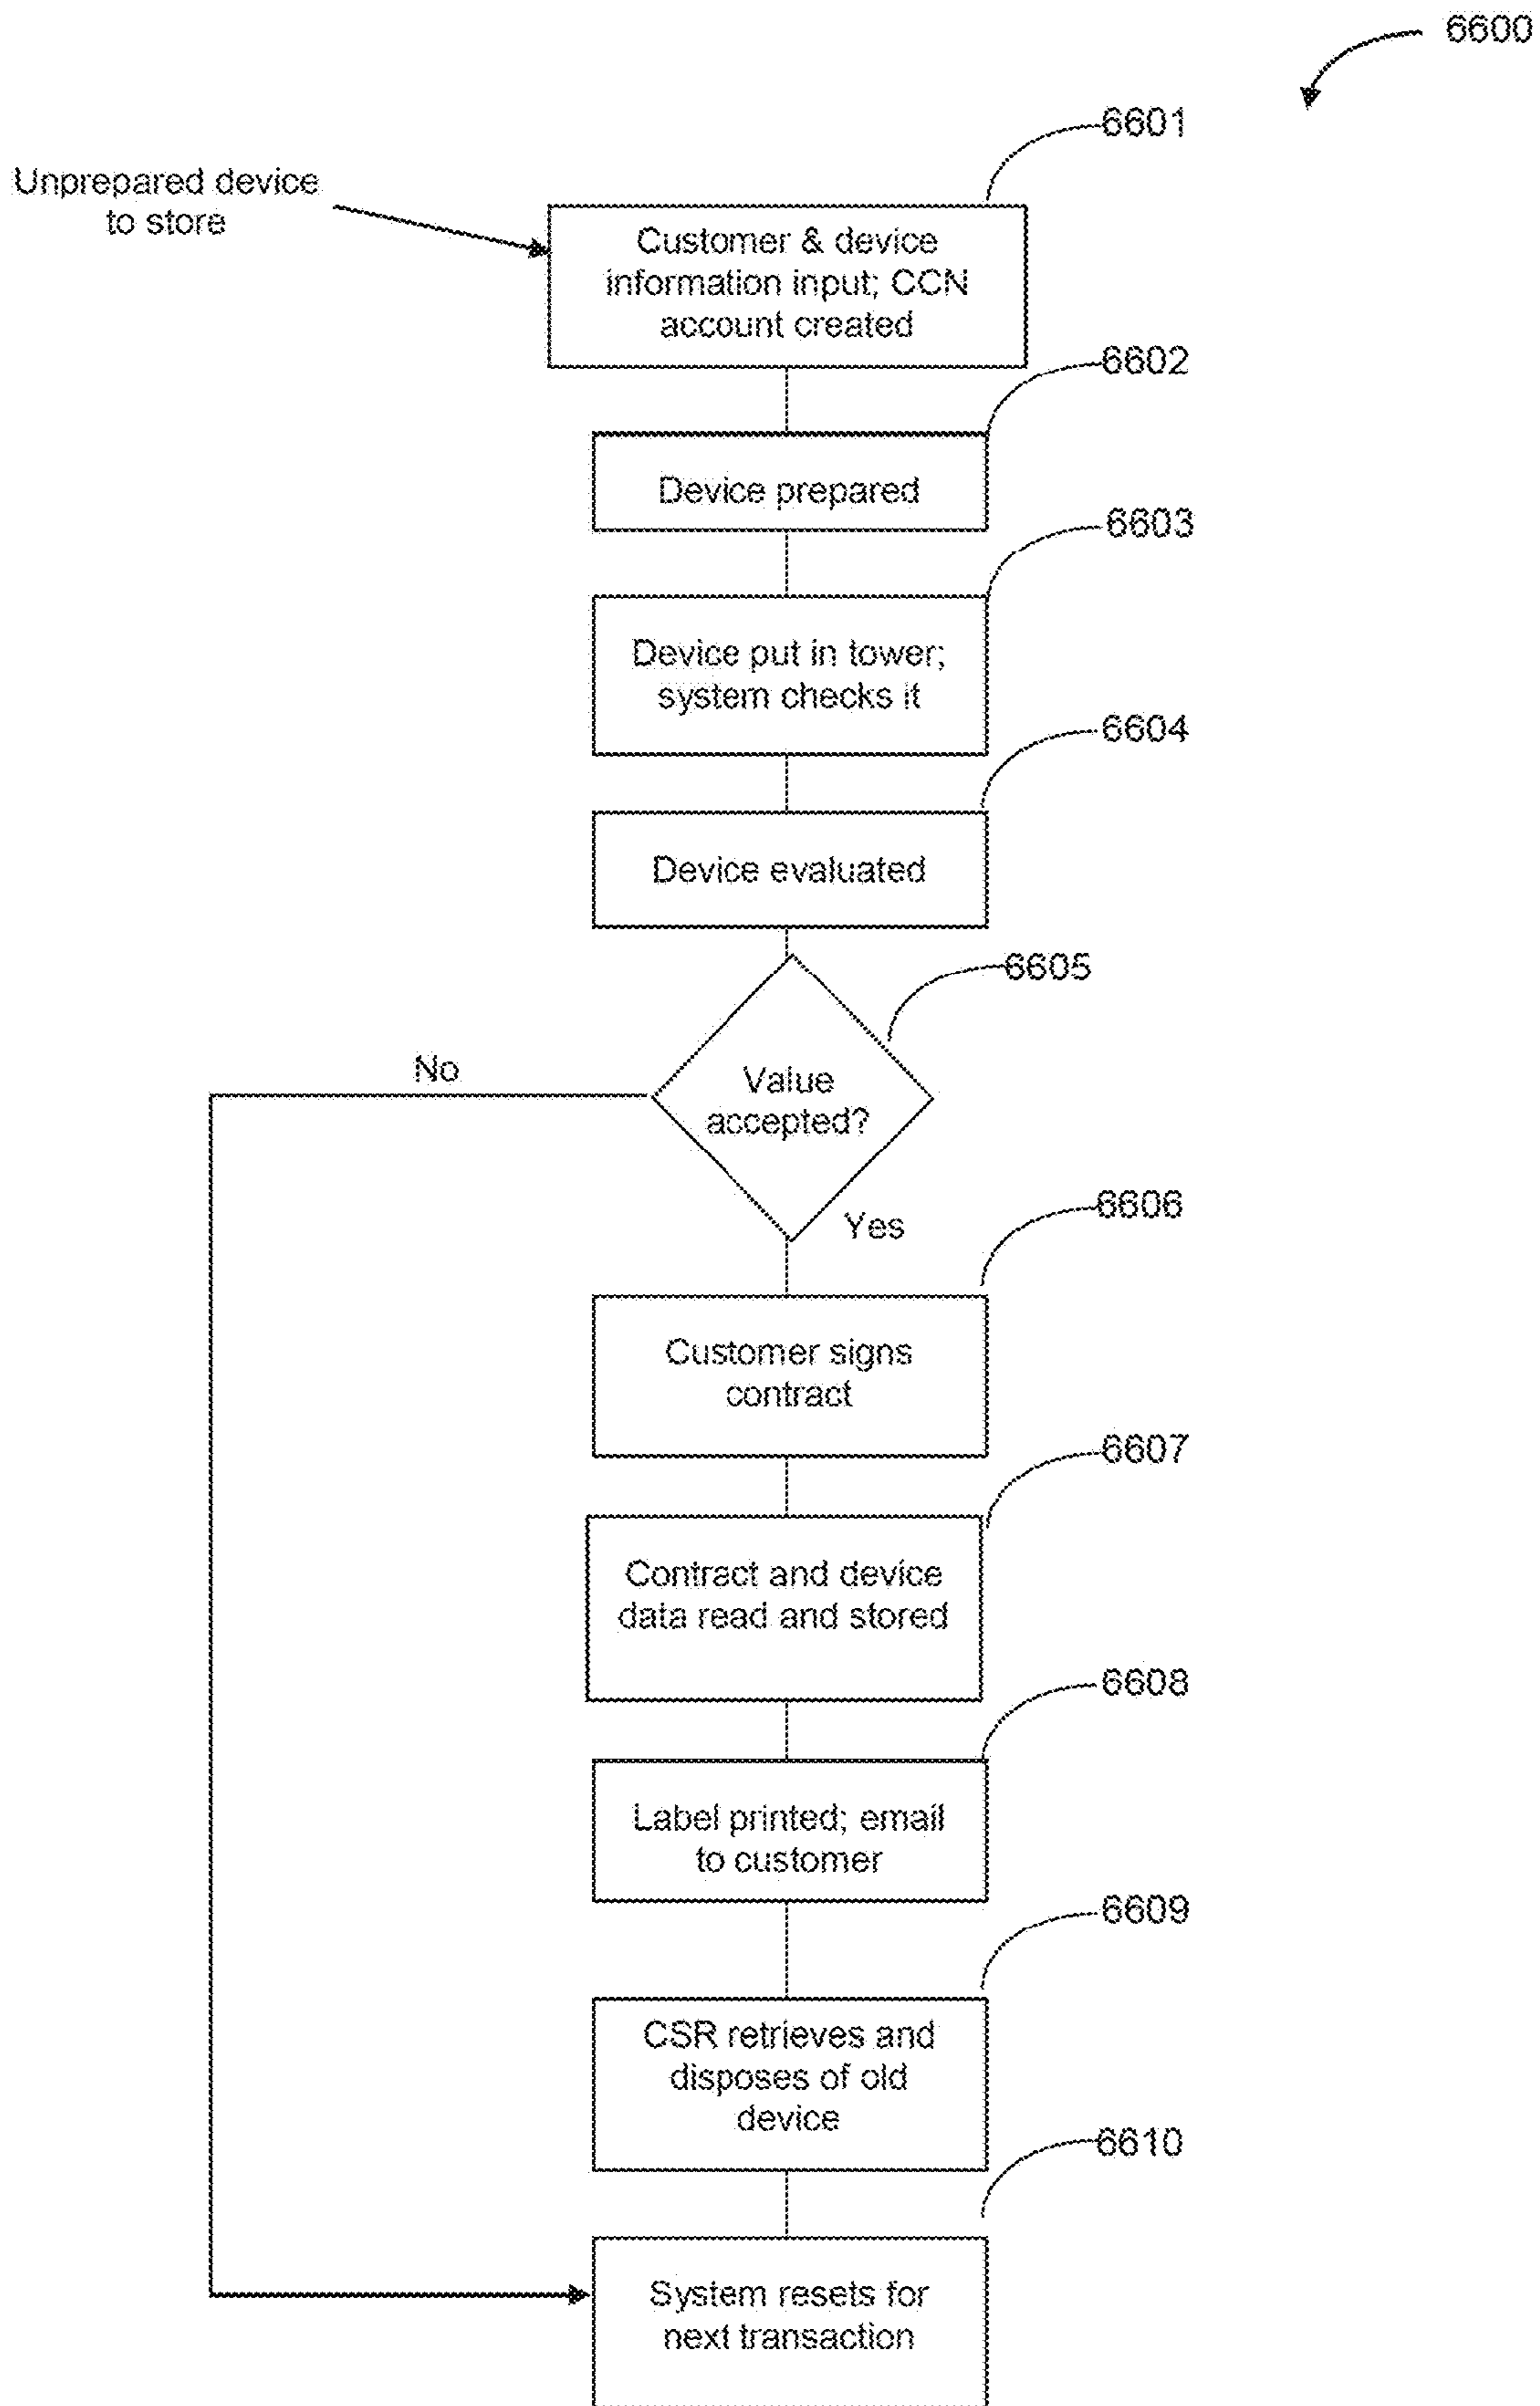 6600
6601
Unprepared device
to store
Customer & device
information input; CCN
account created
6602
Device prepared
6603
Device put in tower;
system checks it
6604
Device evaluated
6605
No
Value
accepted?
Yes
6606
Customer signs
contract
6607
Contract and device
data read and stored
6608
Label printed; email
to customer
6609
CSR retrieves and
disposes of old
device
6610
System resets for
next transaction